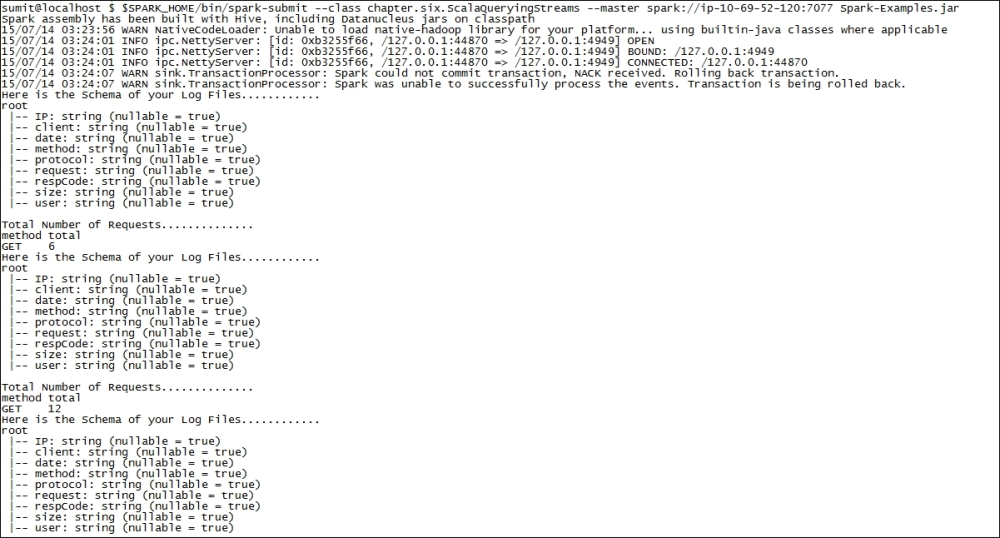 sumit@localhost $ $SPARK_HOME/bin/spark-submit --class chapter.six.ScalaQueryingStreams --master spark://ip-10-69-52-120:7077 Spark-Examples.jar
Spark assembly has been built with Hive, including Datanucleus jars on classpath
15/07/14 03:23:56 WARN NativeCodeLoader: Unable to load native-hadoop library for your platform... using builtin-java classes where applicable
15/07/14 03:24:01 INFO ipc.NettyServer: [id: 0xb3255f66, /127.0.0.1:44870 => /127.0.0.1:4949] OPEN
15/07/14 03:24:01 INFO ipc.NettyServer: [id: 0xb3255f66, /127.0.0.1:44870 => /127.0.0.1:4949] BOUND: /127.0.0.1:4949
15/07/14 03:24:01 INFO ipc.NettyServer: [id: 0xb3255f66, /127.0.0.1:44870 => /127.0.0.1:4949] CONNECTED: /127.0.0.1:44870
15/07/14 03:24:07 WARN sink.TransactionProcessor: Spark could not commit transaction, NACK received. Rolling back transaction.
15/07/14 03:24:07 WARN sink.TransactionProcessor: Spark was unable to successfully process the events. Transaction is being rolled back.
Here is the Schema of your Log Files............
root
 |-- IP: string (nullable = true)
 |-- client: string (nullable = true)
 |-- date: string (nullable = true)
 |-- method: string (nullable = true)
 |-- protocol: string (nullable = true)
 |-- request: string (nullable = true)
 |-- respCode: string (nullable = true)
 |-- size: string (nullable = true)
 |-- user: string (nullable = true)

Total Number of Requests..............
method total
GET    6
Here is the Schema of your Log Files............
root
 |-- IP: string (nullable = true)
 |-- client: string (nullable = true)
 |-- date: string (nullable = true)
 |-- method: string (nullable = true)
 |-- protocol: string (nullable = true)
 |-- request: string (nullable = true)
 |-- respCode: string (nullable = true)
 |-- size: string (nullable = true)
 |-- user: string (nullable = true)

Total Number of Requests..............
method total
GET    12
Here is the Schema of your Log Files............
root
 |-- IP: string (nullable = true)
 |-- client: string (nullable = true)
 |-- date: string (nullable = true)
 |-- method: string (nullable = true)
 |-- protocol: string (nullable = true)
 |-- request: string (nullable = true)
 |-- respCode: string (nullable = true)
 |-- size: string (nullable = true)
 |-- user: string (nullable = true)